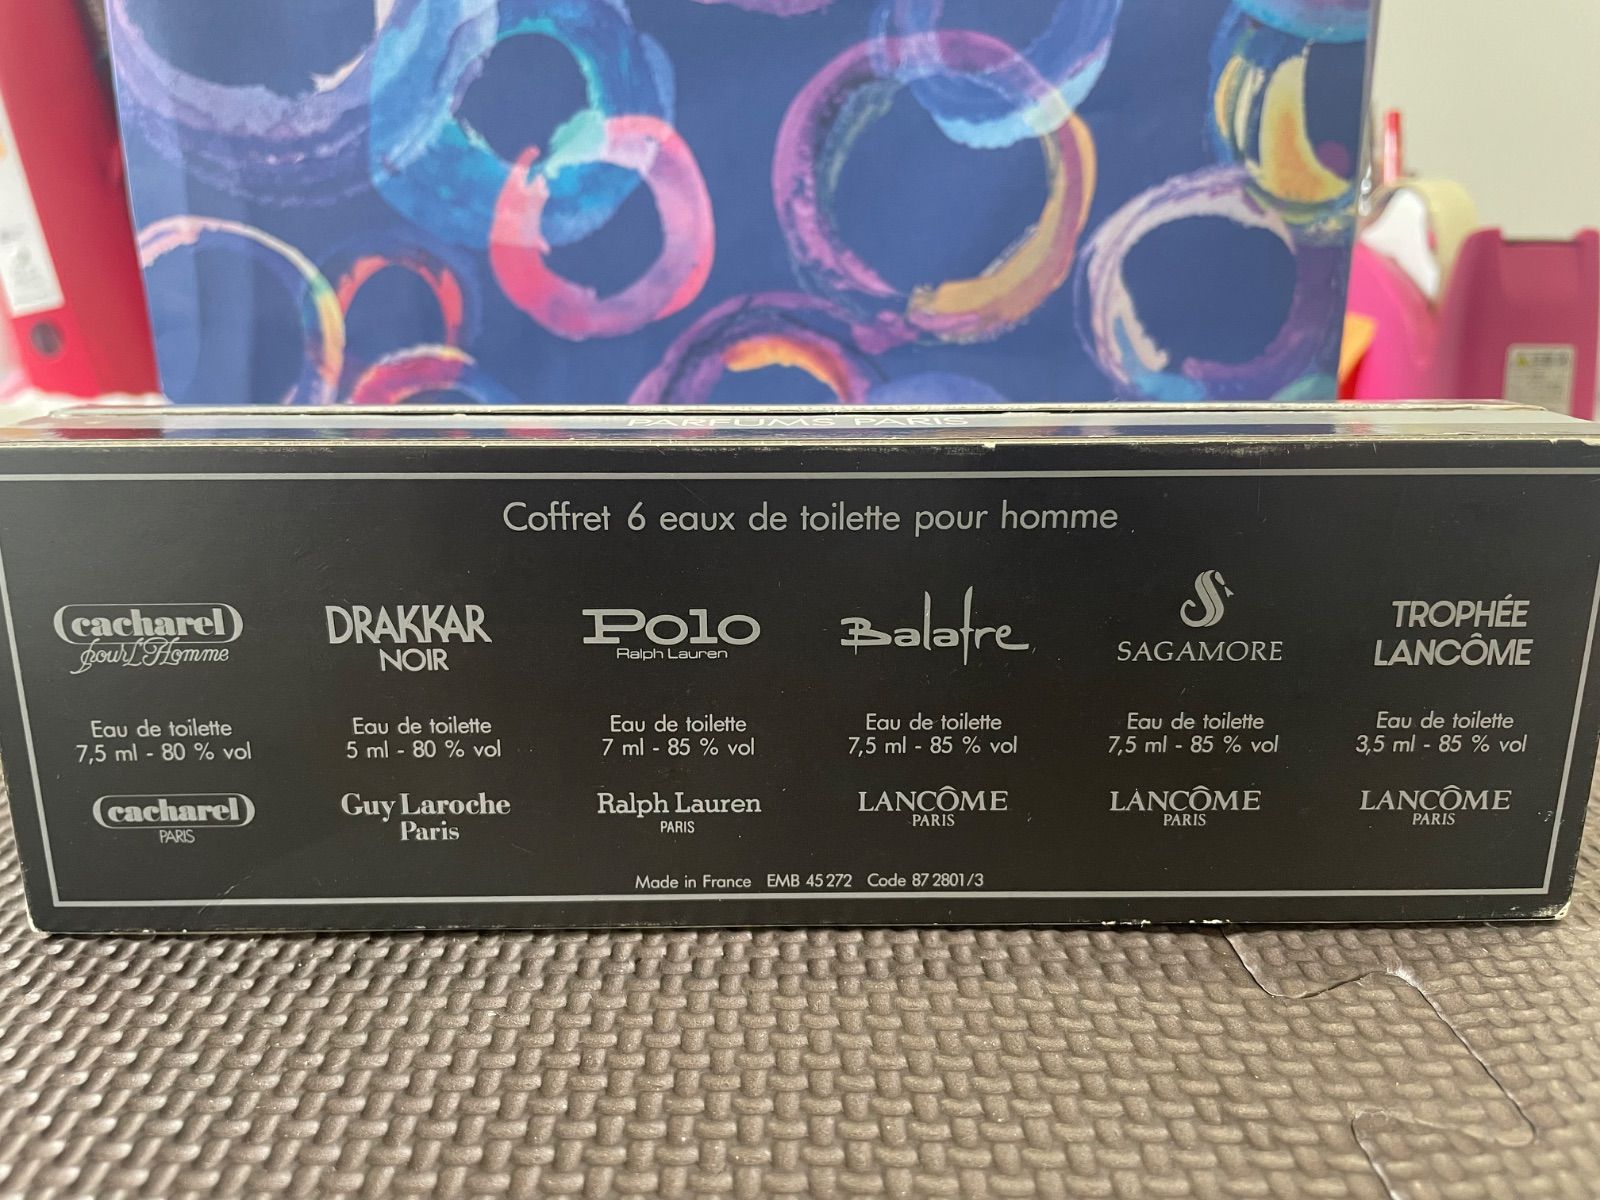 PARFUMS PARIS
Coffret 6 eaux de toilette pour homme
cacharel
pour L'Homme
Eau de toilette
7,5 ml - 80 % vol
cacharel
PARIS
DRAKKAR
NOIR
Eau de toilette
5 ml - 80 % vol
Guy Laroche
Paris
Polo
Ralph Lauren
Eau de toilette
7 ml - 85 % vol
Ralph Lauren
PARIS
Balafre
Eau de toilette
7,5 ml - 85 % vol
LANCÔME
PARIS
SAGAMORE
Eau de toilette
7,5 ml - 85 % vol
LANCÔME
PARIS
TROPHÉE
LANCÔME
Eau de toilette
3,5 ml - 85 % vol
LANCÔME
PARIS
Made in France EMB 45 272 Code 87 2801/3